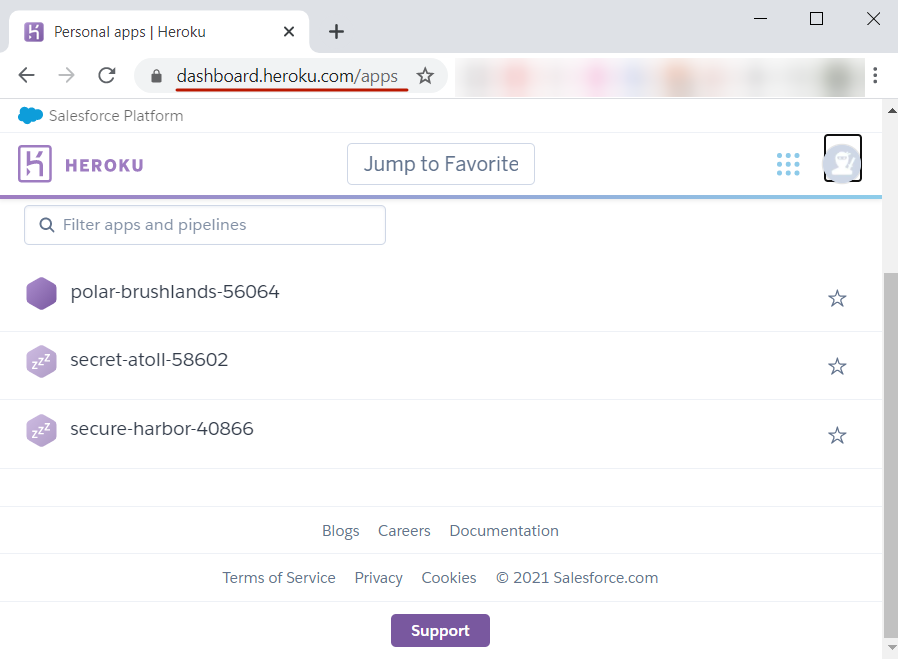 Personal apps | Heroku
dashboard.heroku.com/apps
Salesforce Platform
HEROKU
Jump to Favorite
Filter apps and pipelines
polar-brushlands-56064
zzz
secret-atoll-58602
zzz
secure-harbor-40866
Blogs Careers Documentation
Terms of Service Privacy Cookies © 2021 Salesforce.com
Support